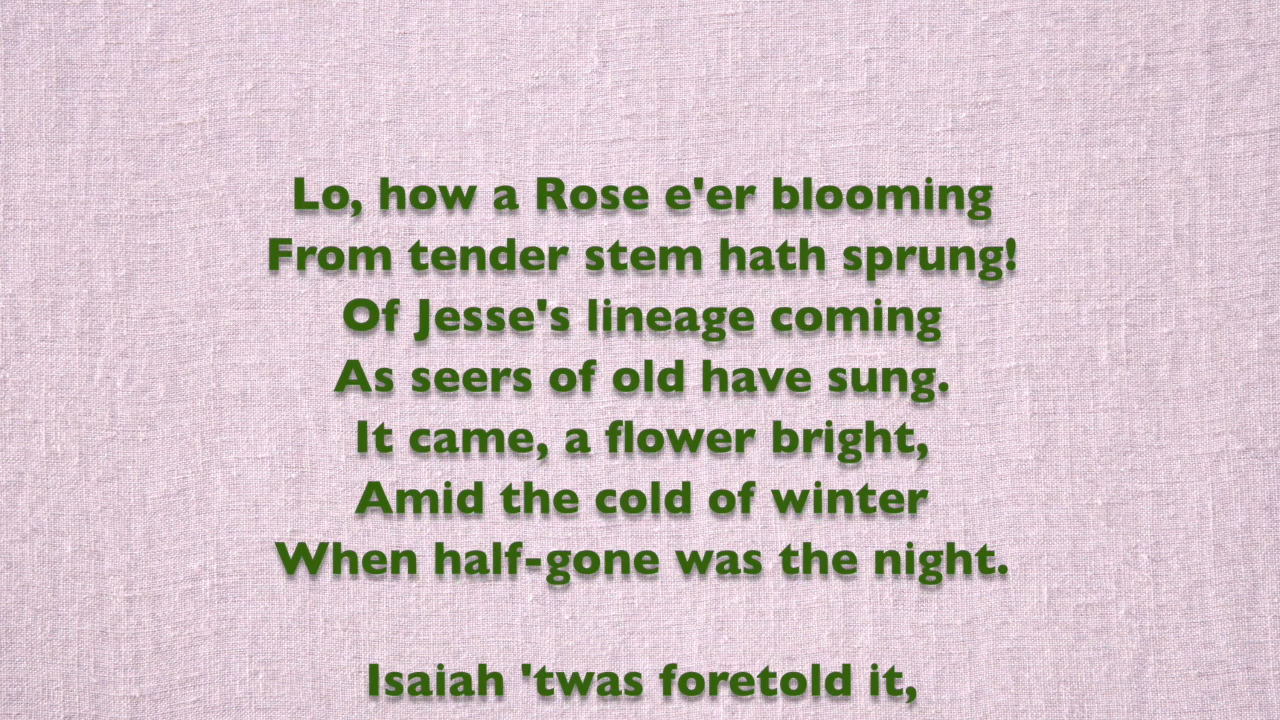 Lo, how a Rose e'er blooming
From tender stem hath sprung!
Of Jesse's lineage coming
As seers of old have sung.
It came, a flower bright,
Amid the cold of winter
When half-gone was the night.
Isaiah 'twas foretold it,